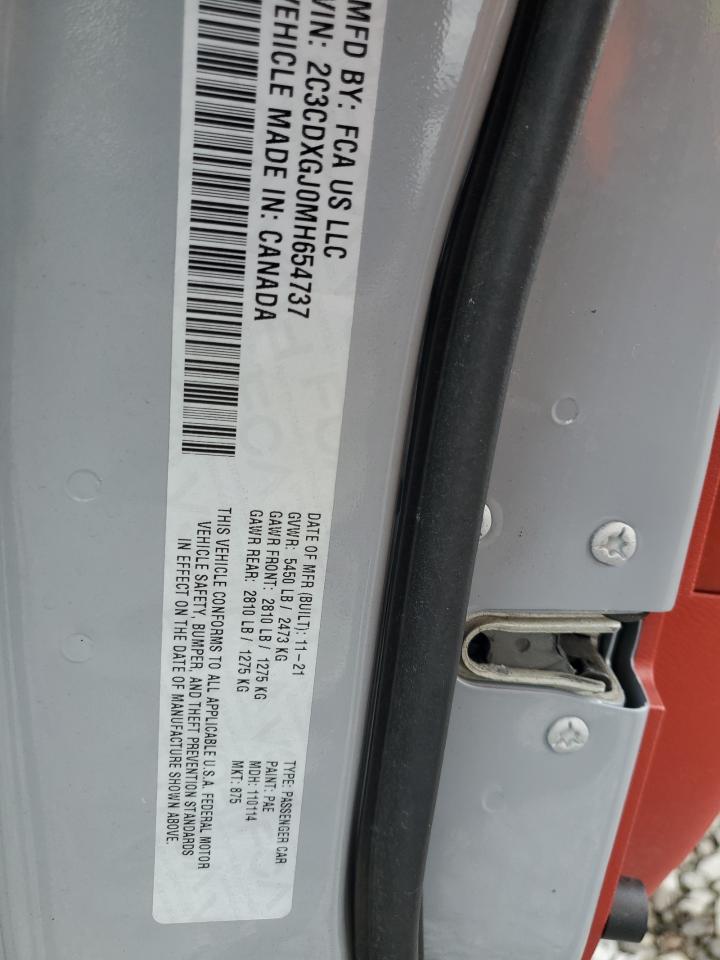 MFD BY: FCA US LLC
VIN: 2C3CDXGJ0MH654737
VEHICLE MADE IN: CANADA
DATE OF MFR (BUILT): 11-21
GVWR: 5450 LB / 2473 KG
GAWR FRONT: 2810 LB / 1275 KG
GAWR REAR: 2810 LB / 1275 KG
THIS VEHICLE CONFORMS TO ALL APPLICABLE U.S.A. FEDERAL MOTOR
VEHICLE SAFETY, BUMPER, AND THEFT PREVENTION STANDARDS
IN EFFECT ON THE DATE OF MANUFACTURE SHOWN ABOVE.
TYPE: PASSENGER CAR
PAINT: PAE
MDH: 110114
MKT: 875